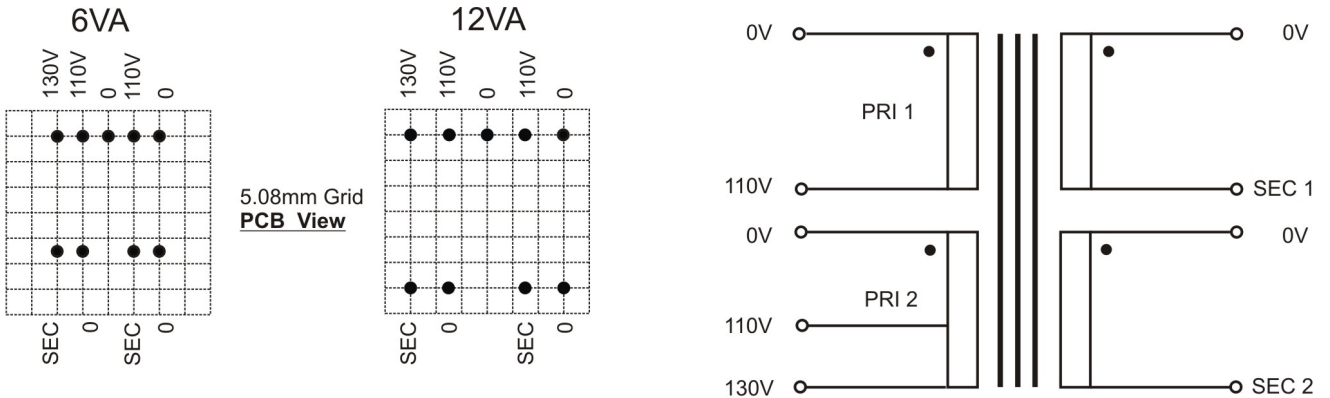 6VA
130V
110V
0
110V
0
SEC
0
SEC
0
5.08mm Grid
PCB View
12VA
130V
110V
0
110V
0
SEC
0
SEC
0
0V
PRI 1
110V
0V
PRI 2
110V
130V
0V
SEC 1
0V
SEC 2